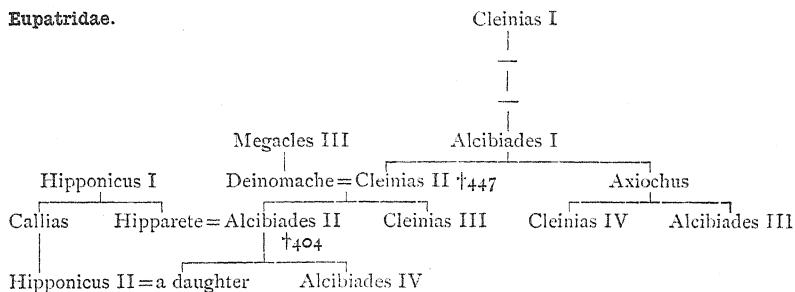 Eupatridae.
Cleinias I
Megacles III Alcibiades I
Hipponicus I Deinomache = Cleinias II †447 Axiochus
Callias Hipparete = Alcibiades II Cleinias III Cleinias IV Alcibiades III
†404
Hipponicus II = a daughter Alcibiades IV